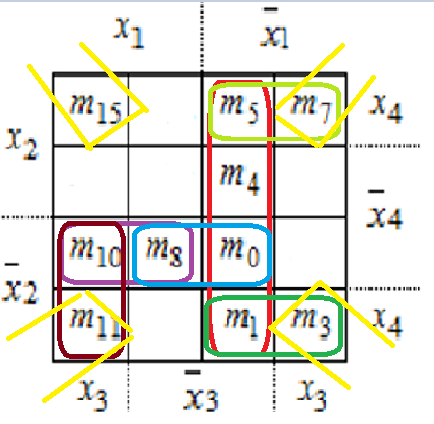 x₁ x̄₁
m₁₅ m₅ m₇ x₄
x₂
m₄
x̄₄
m₁₀ m₈ m₀
x̄₂
m₁₁ m₁ m₃ x₄
x₃ x̄₃ x₃